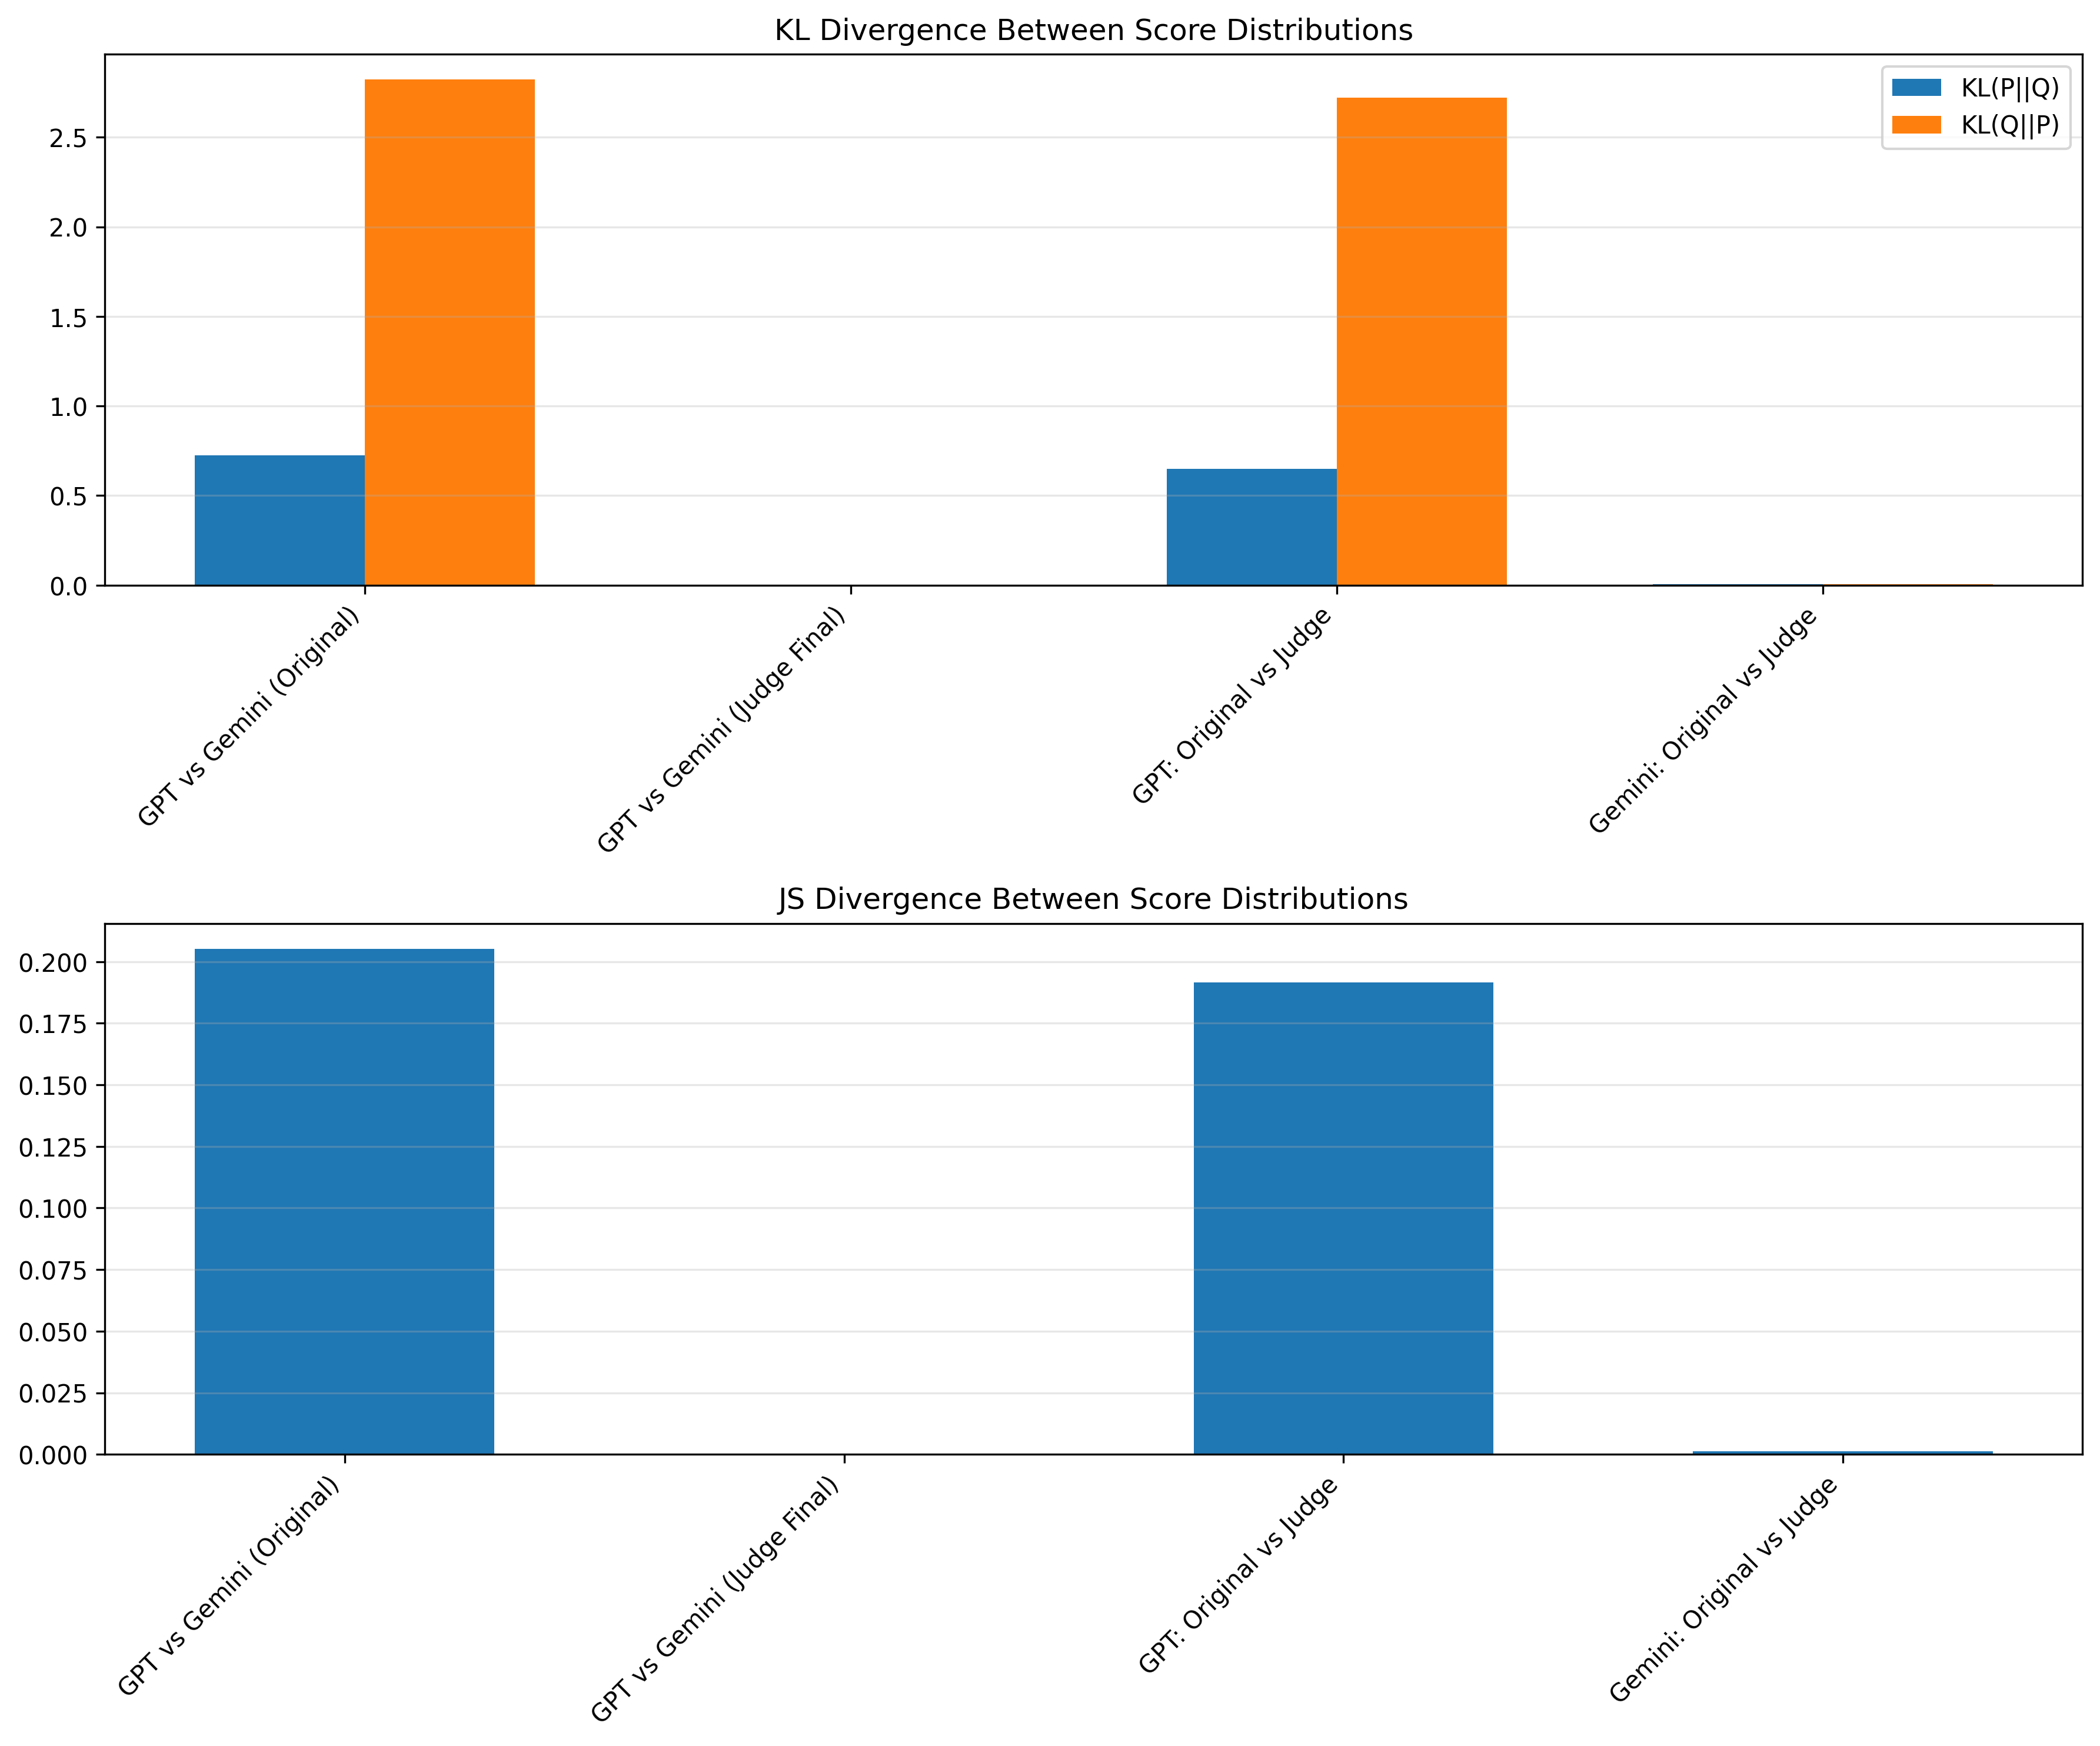 KL Divergence Between Score Distributions
KL(P||Q)
KL(Q||P)
2.5
2.0
1.5
1.0
0.5
0.0
GPT vs Gemini (Original)
GPT vs Gemini (Judge Final)
GPT: Original vs Judge
Gemini: Original vs Judge
JS Divergence Between Score Distributions
0.200
0.175
0.150
0.125
0.100
0.075
0.050
0.025
0.000
GPT vs Gemini (Original)
GPT vs Gemini (Judge Final)
GPT: Original vs Judge
Gemini: Original vs Judge